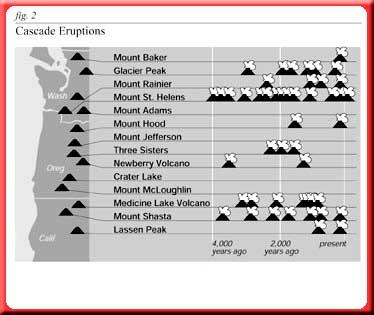 fig. 2
Cascade Eruptions
Mount Baker
Glacier Peak
Mount Rainier
Wash
Mount St. Helens
Mount Adams
Mount Hood
Mount Jefferson
Three Sisters
Oreg
Newberry Volcano
Crater Lake
Mount McLoughlin
Medicine Lake Volcano
Mount Shasta
Calif
Lassen Peak
4,000 2,000 present
years ago years ago